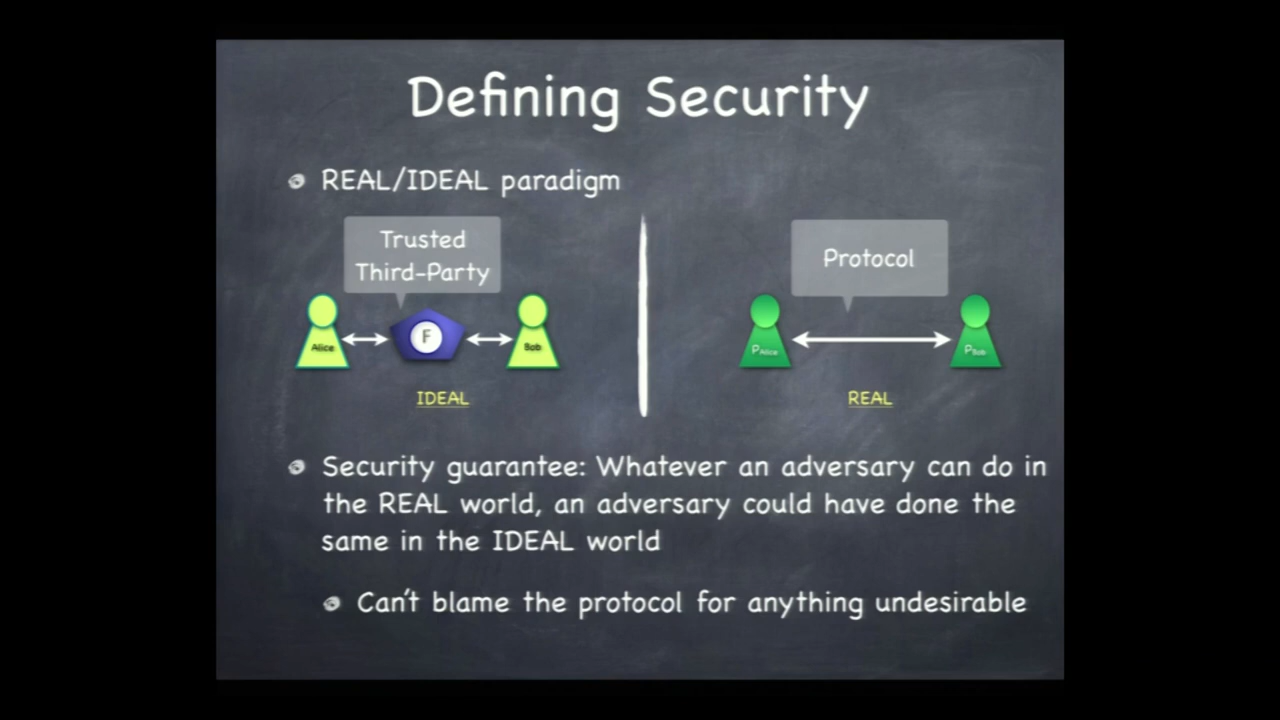 Defining Security
REAL/IDEAL paradigm
Trusted
Third-Party
Protocol
Alice
F
Bob
PAlice
PBob
IDEAL
REAL
Security guarantee: Whatever an adversary can do in
the REAL world, an adversary could have done the
same in the IDEAL world
Can't blame the protocol for anything undesirable